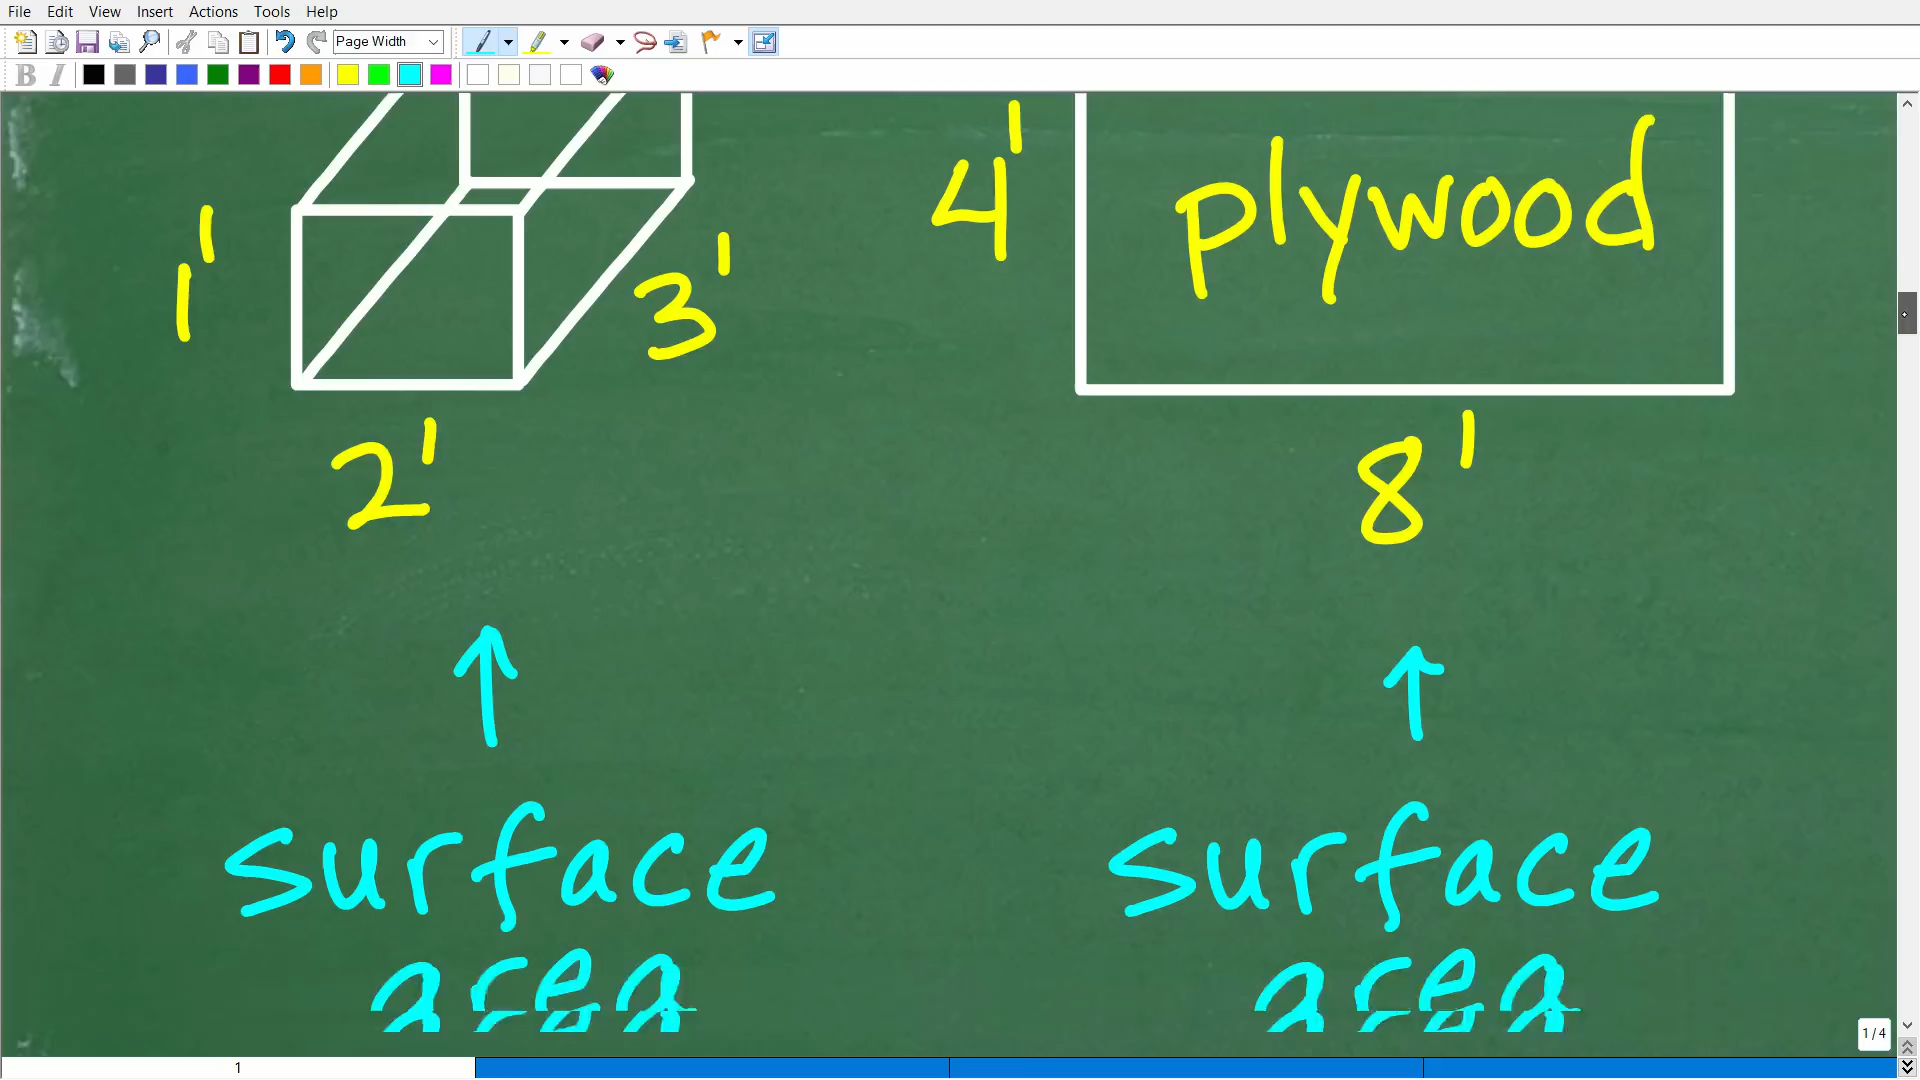 File Edit View Insert Actions Tools Help
Page Width
B I
1' 3' 2'
4' plywood 8'
surface surface
area area
1 / 4
1